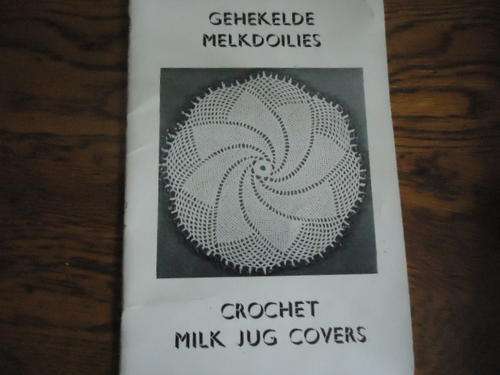 GEHEKELDE
MELKDOILIES
CROCHET
MILK JUG COVERS